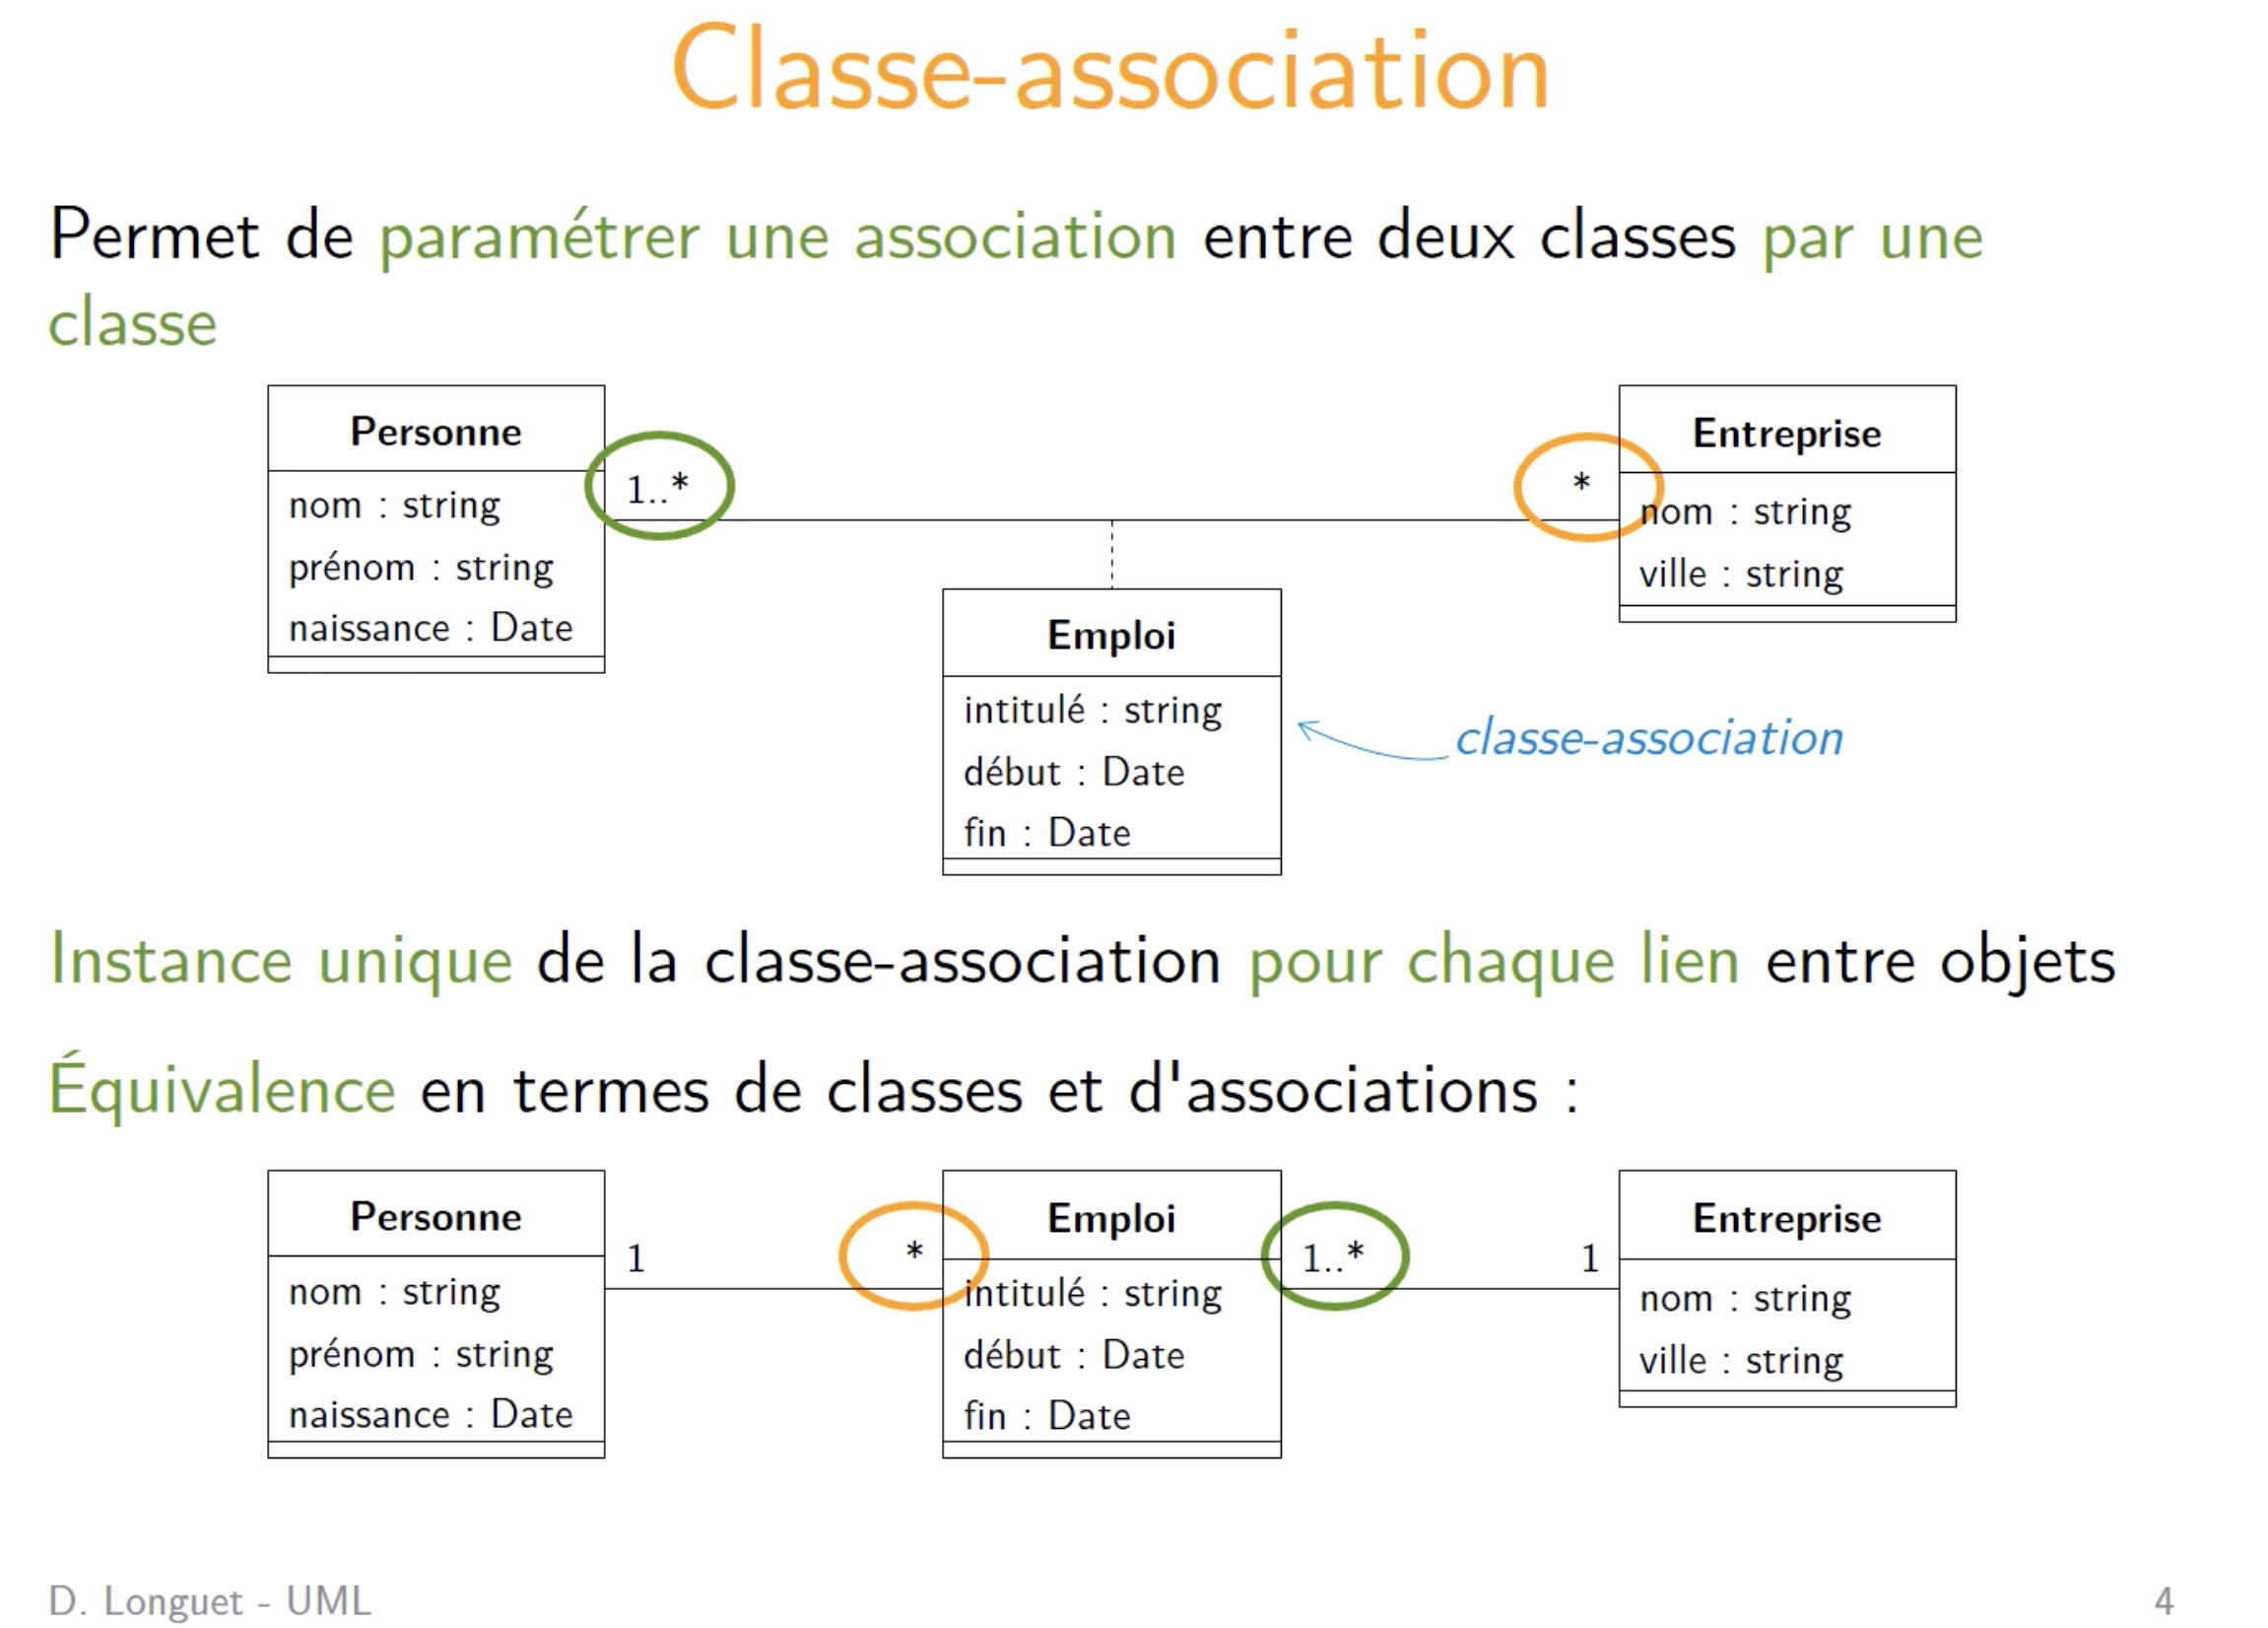 Classe-association
Permet de paramétrer une association entre deux classes par une
classe
Personne
nom : string
prénom : string
naissance : Date
1..*
*
Entreprise
nom : string
ville : string
Emploi
intitulé : string
début : Date
fin : Date
classe-association
Instance unique de la classe-association pour chaque lien entre objets
Équivalence en termes de classes et d'associations :
Personne
nom : string
prénom : string
naissance : Date
1
*
Emploi
intitulé : string
début : Date
fin : Date
1..*
1
Entreprise
nom : string
ville : string
D. Longuet - UML
4